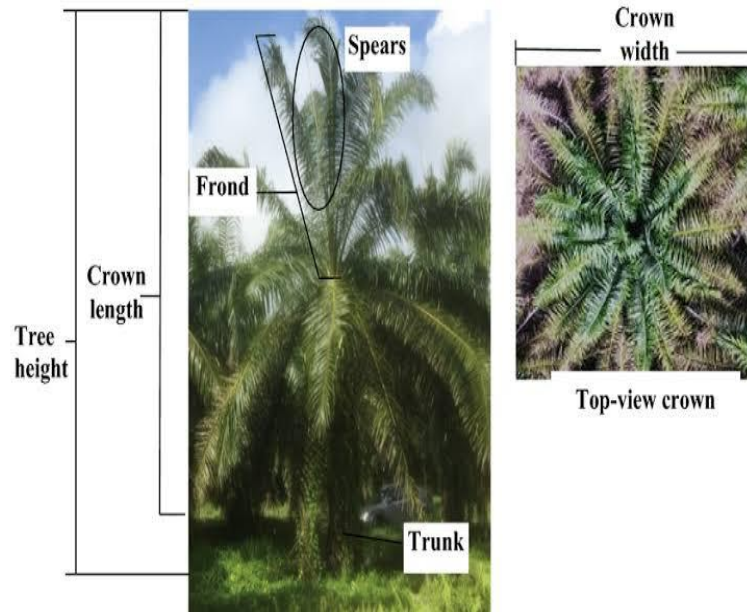 Spears
Frond
Crown
length
Tree
height
Trunk
Crown
width
Top-view crown